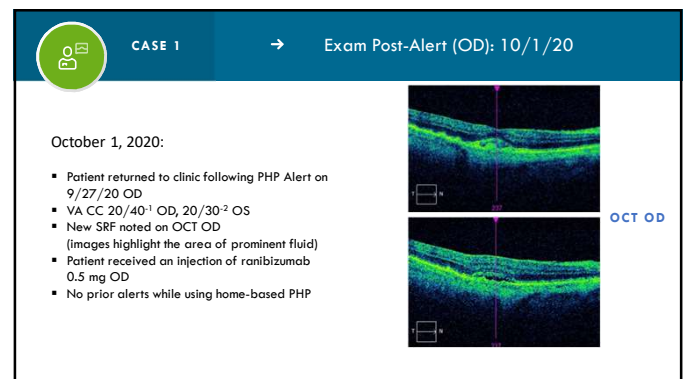 CASE 1 → Exam Post-Alert (OD): 10/1/20
October 1, 2020:
▪ Patient returned to clinic following PHP Alert on
9/27/20 OD
▪ VA CC 20/40⁻¹ OD, 20/30⁻² OS
▪ New SRF noted on OCT OD
(images highlight the area of prominent fluid)
▪ Patient received an injection of ranibizumab
0.5 mg OD
▪ No prior alerts while using home-based PHP
T N
237
OCT OD
T N